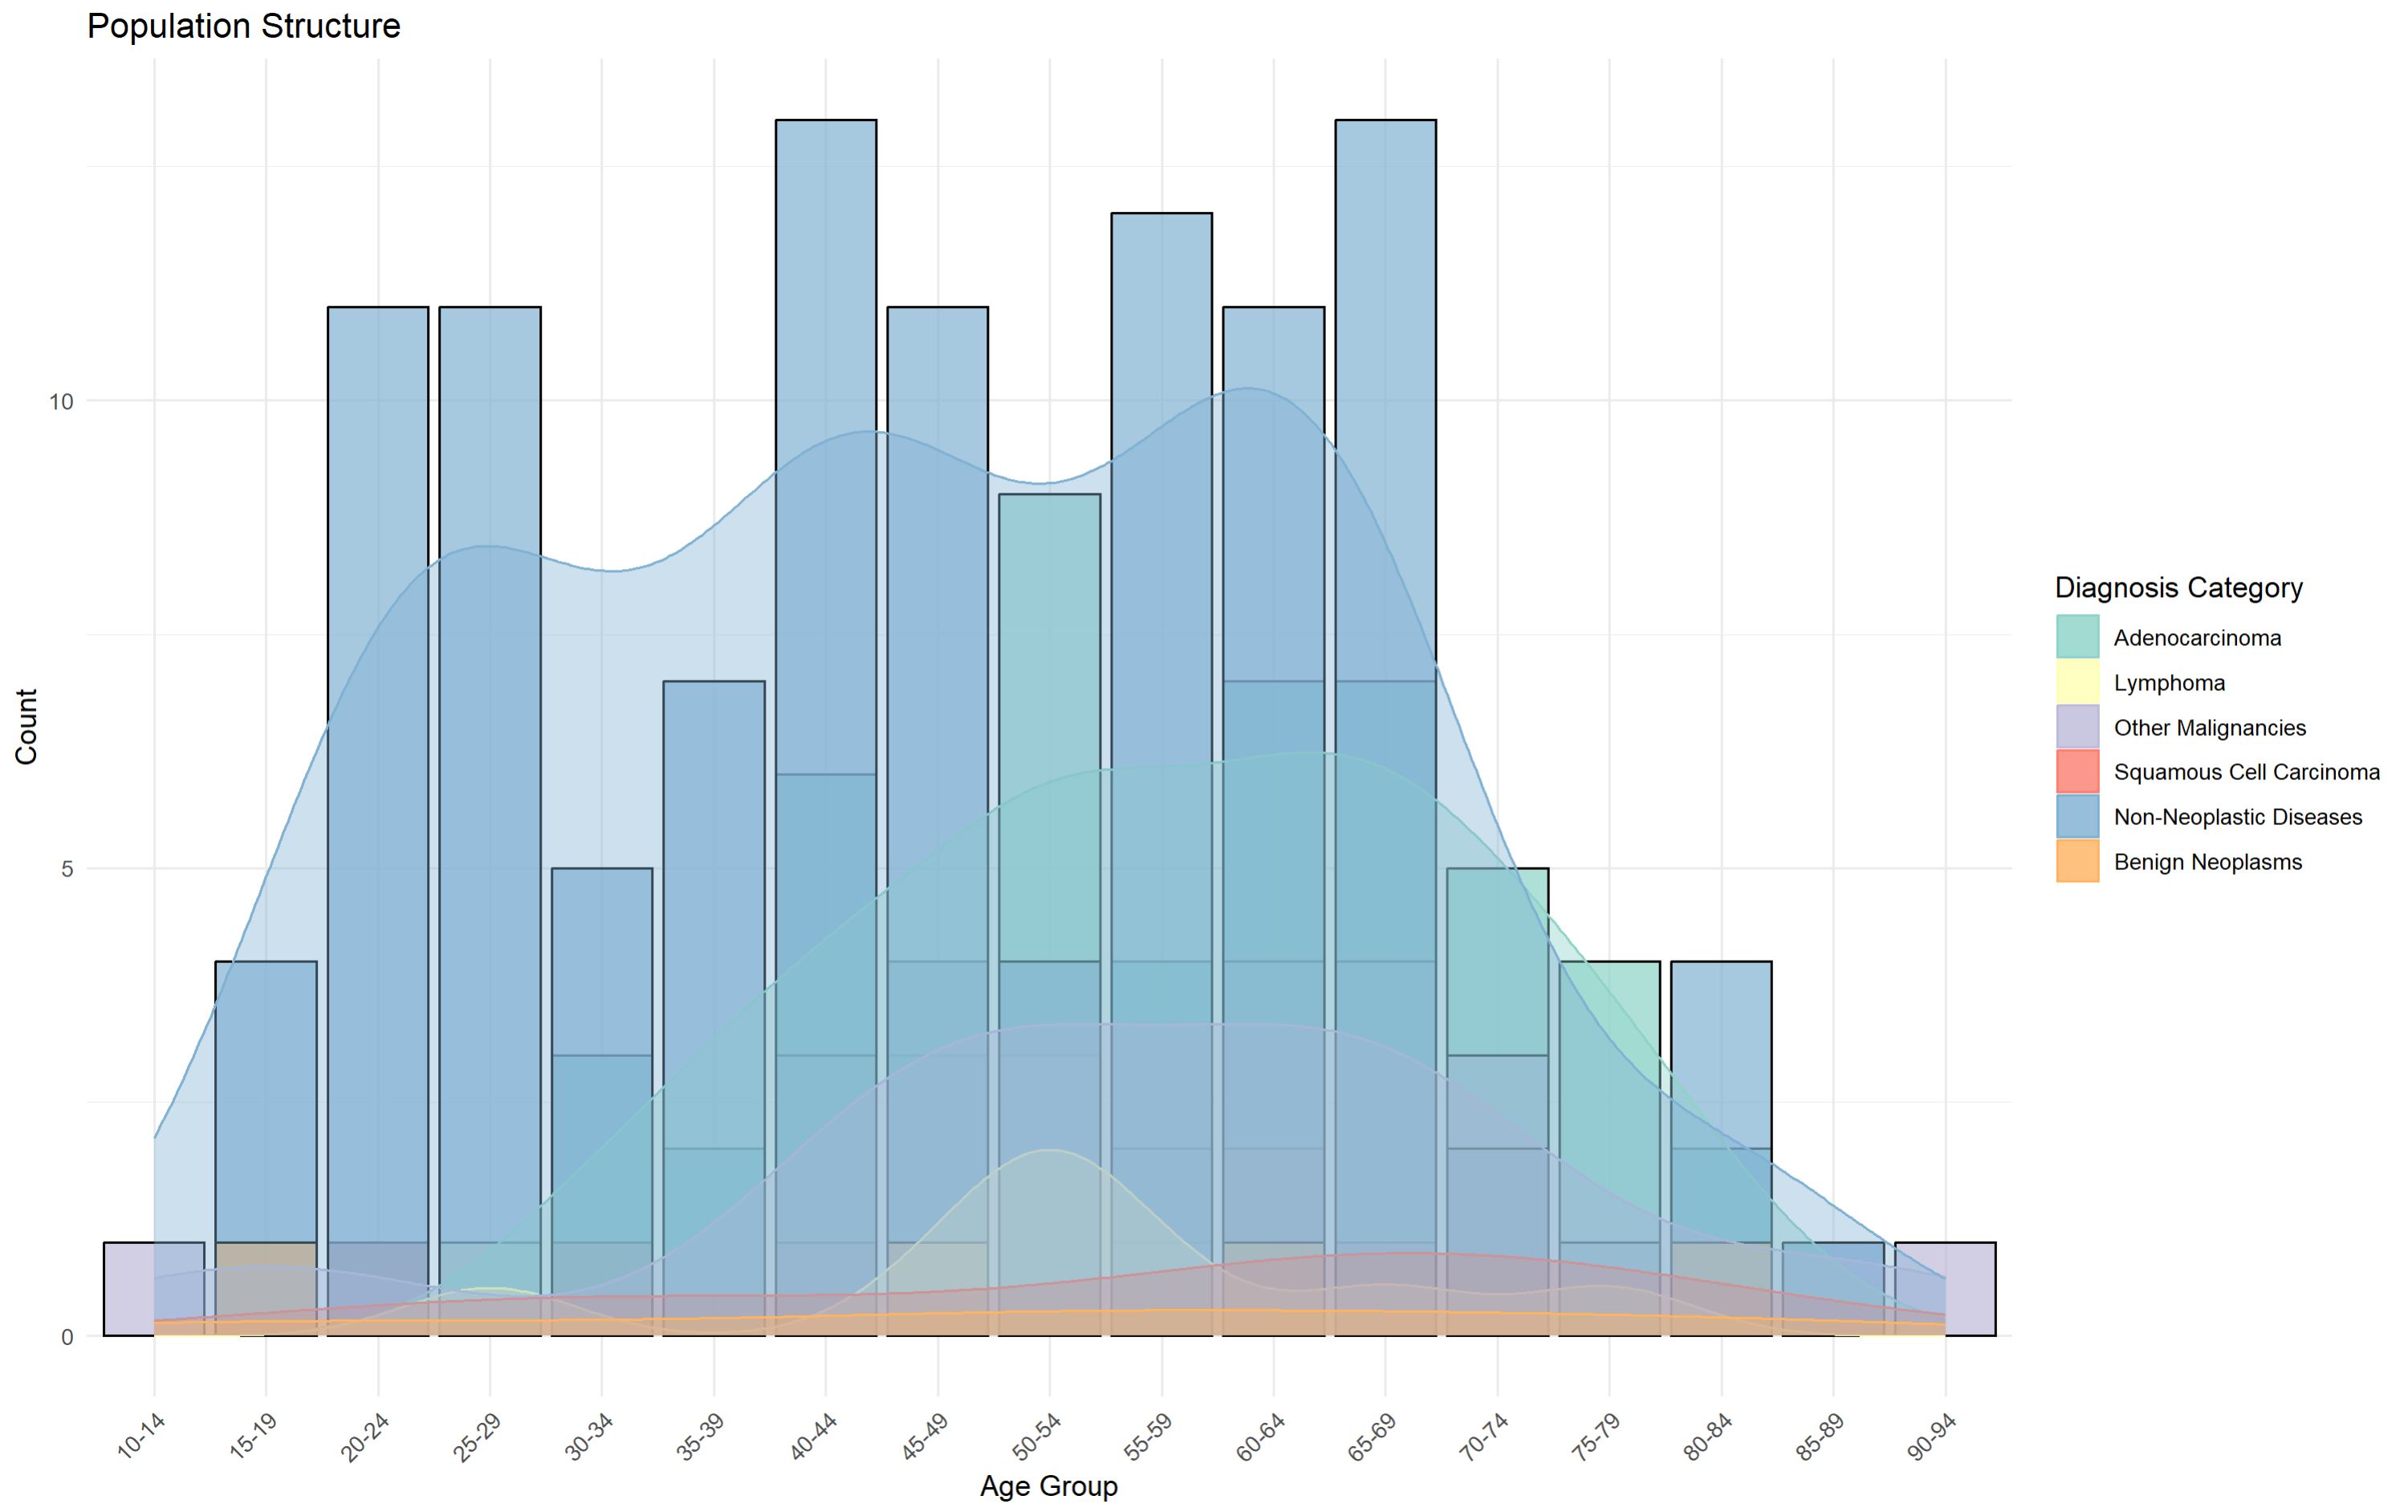 Population Structure
Count
10
5
0
10-14
15-19
20-24
25-29
30-34
35-39
40-44
45-49
50-54
55-59
60-64
65-69
70-74
75-79
80-84
85-89
90-94
Age Group
Diagnosis Category
Adenocarcinoma
Lymphoma
Other Malignancies
Squamous Cell Carcinoma
Non-Neoplastic Diseases
Benign Neoplasms